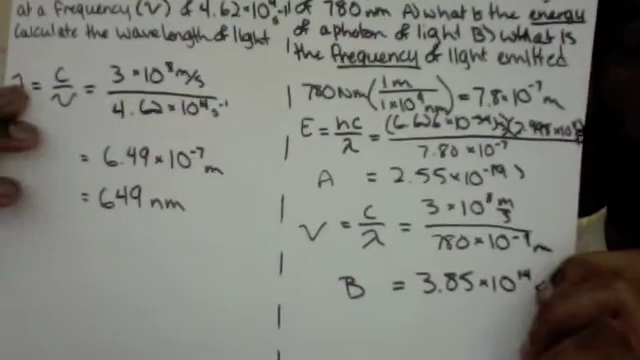 at a frequency (ν) of 4.62×10¹⁴ s⁻¹
Calculate the wavelength of light
= c/ν = 3×10⁸ m/s / 4.62×10¹⁴ s⁻¹
= 6.49×10⁻⁷ m
= 649 nm
of 780 nm A) what is the energy
of a photon of light B) what is
the frequency of light emitted
780 Nm (1 m / 1×10⁹ nm) = 7.8×10⁻⁷ m
E = hc/λ = (6.626×10⁻³⁴ )(2.998×10⁸ / 7.80×10⁻⁷
A = 2.55×10⁻¹⁹ J
ν = c/λ = 3×10⁸ m/s / 780×10⁻⁹ m
B = 3.85×10¹⁴